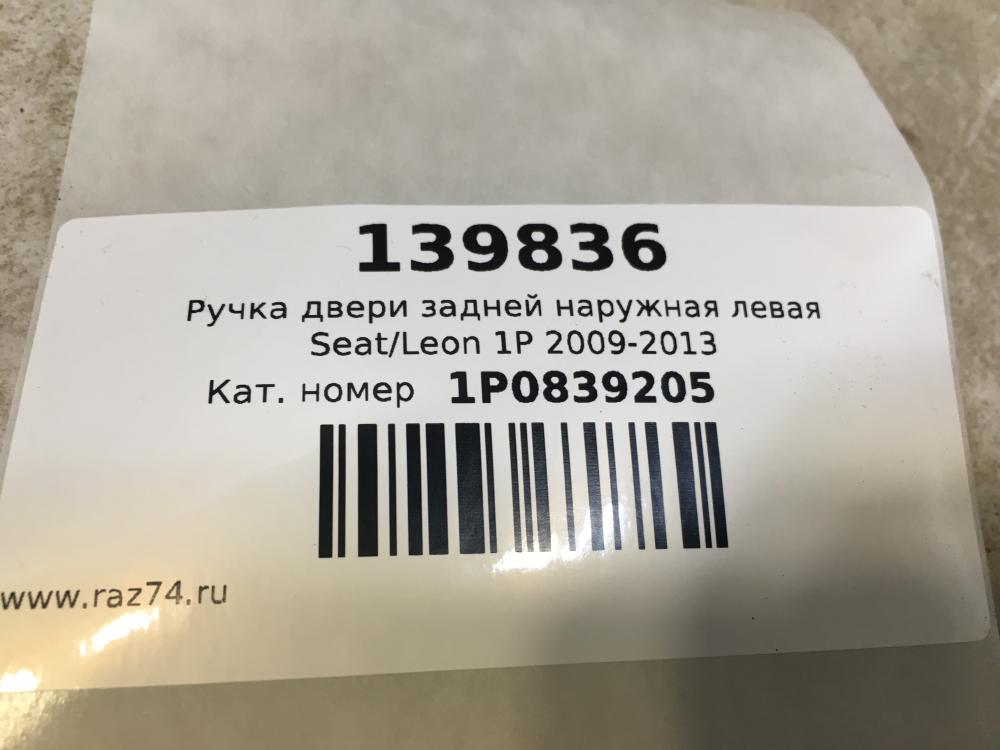 139836
Ручка двери задней наружная левая
Seat/Leon 1P 2009-2013
Кат. номер 1P0839205
www.raz74.ru